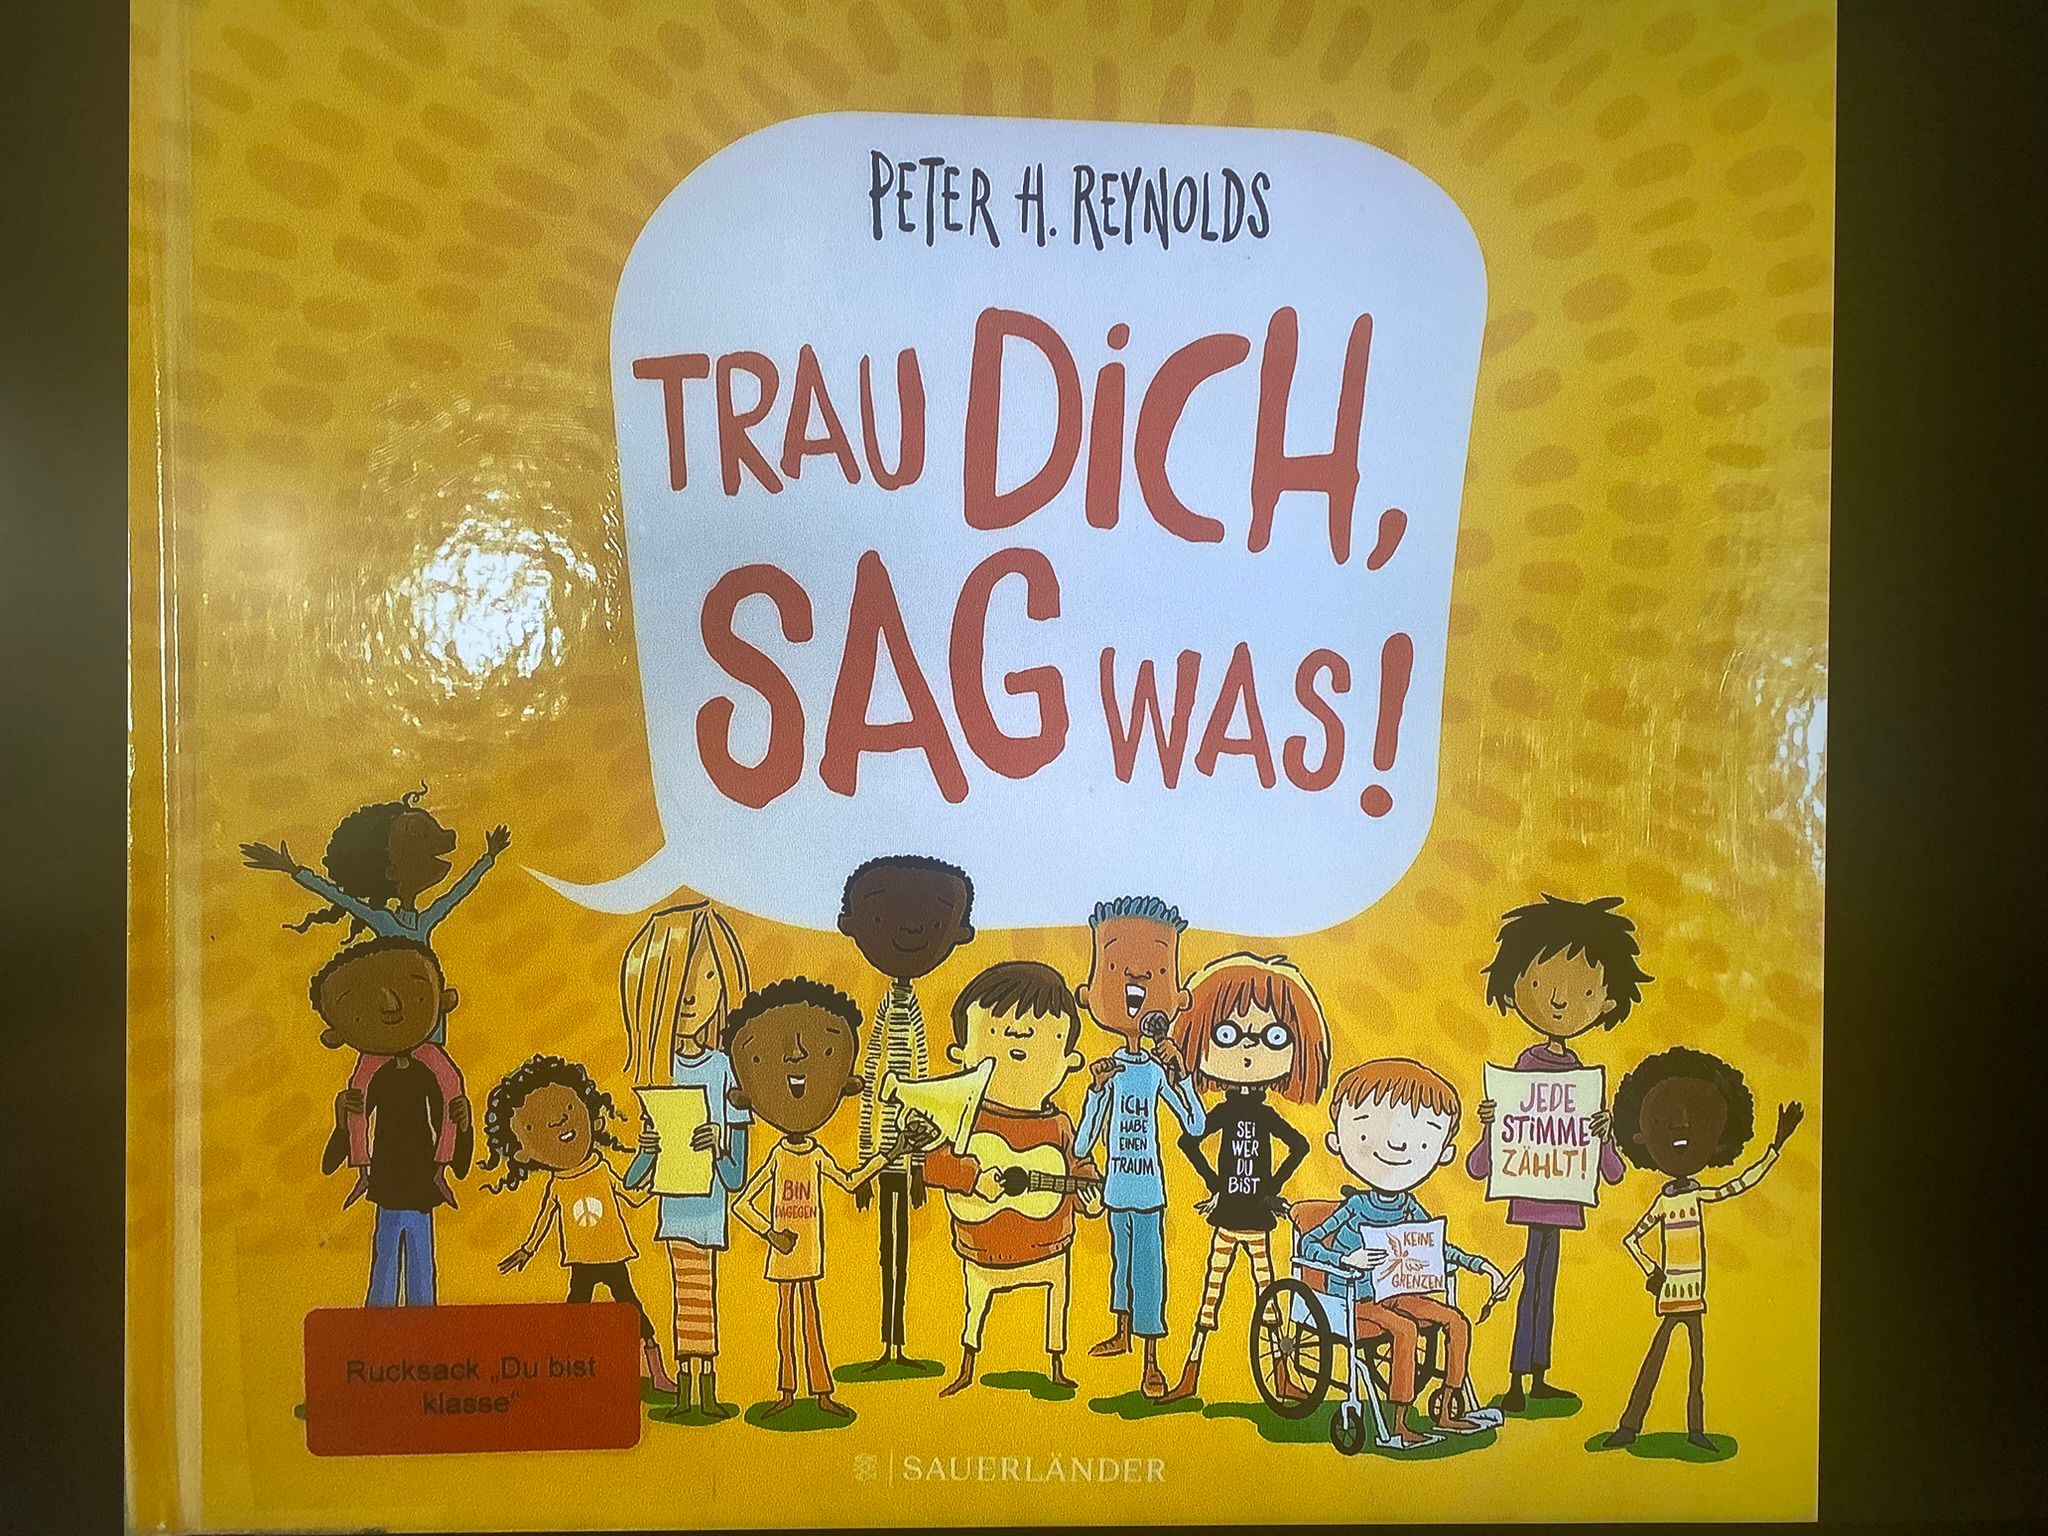 PETER H. REYNOLDS
TRAU DiCH,
SAG WAS!
BIN
DAGEGEN
iCH
HABE
EINEN
TRAUM
SEi
WER
DU
BiST
KEINE
GRENZEN
JEDE
STiMME
ZÄHLT!
Rucksack „Du bist
klasse“
SAUERLÄNDER